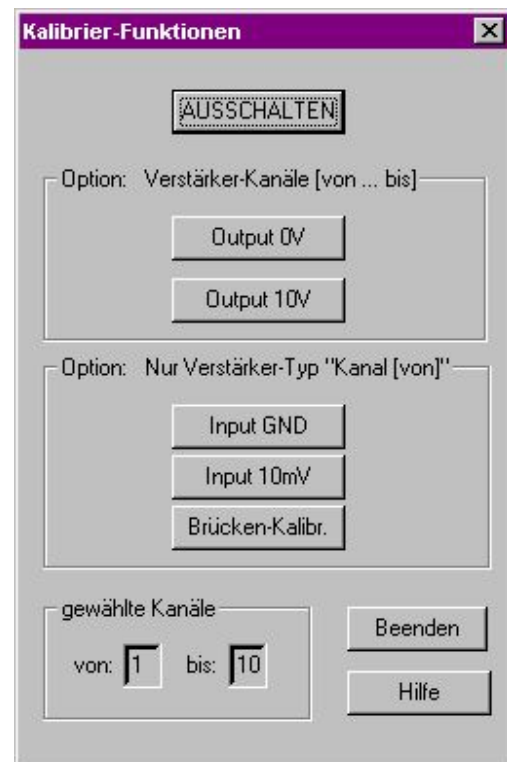 Kalibrier-Funktionen
AUSSCHALTEN
Option: Verstärker-Kanäle [von ... bis]
Output 0V
Output 10V
Option: Nur Verstärker-Typ "Kanal [von]"
Input GND
Input 10mV
Brücken-Kalibr.
gewählte Kanäle
von: 1 bis: 10
Beenden
Hilfe